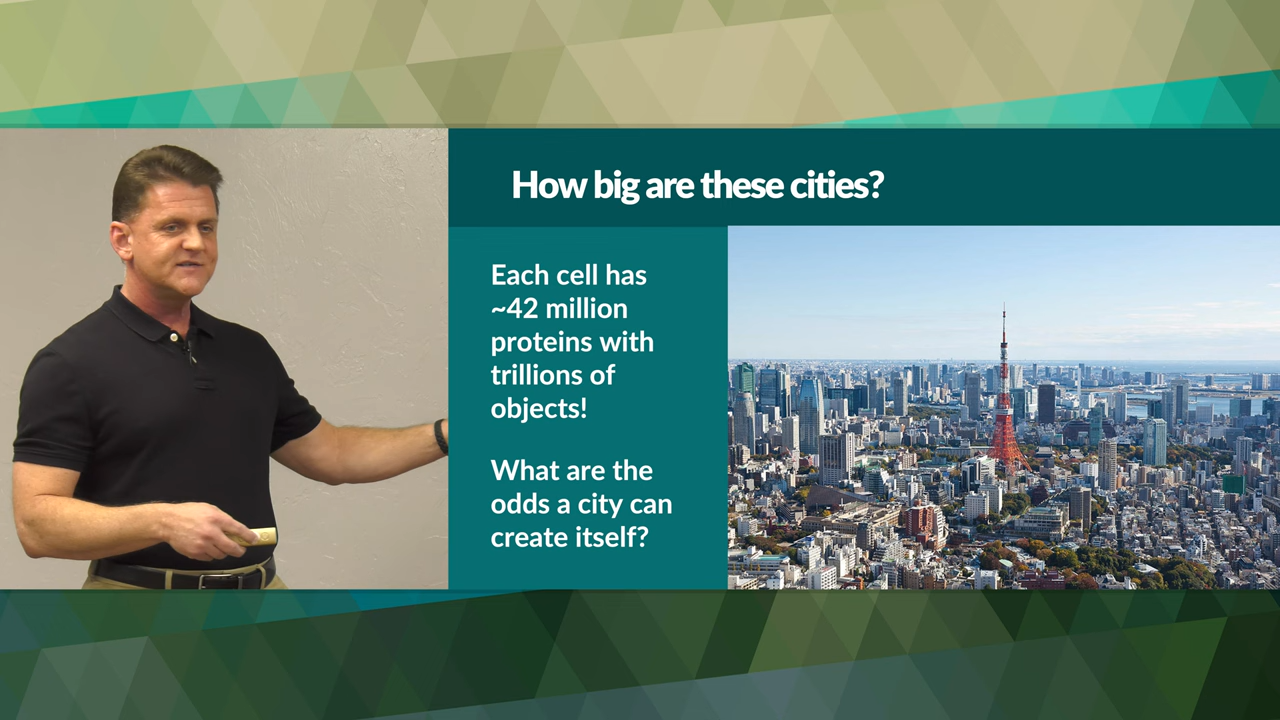 How big are these cities?
Each cell has
~42 million
proteins with
trillions of
objects!
What are the
odds a city can
create itself?